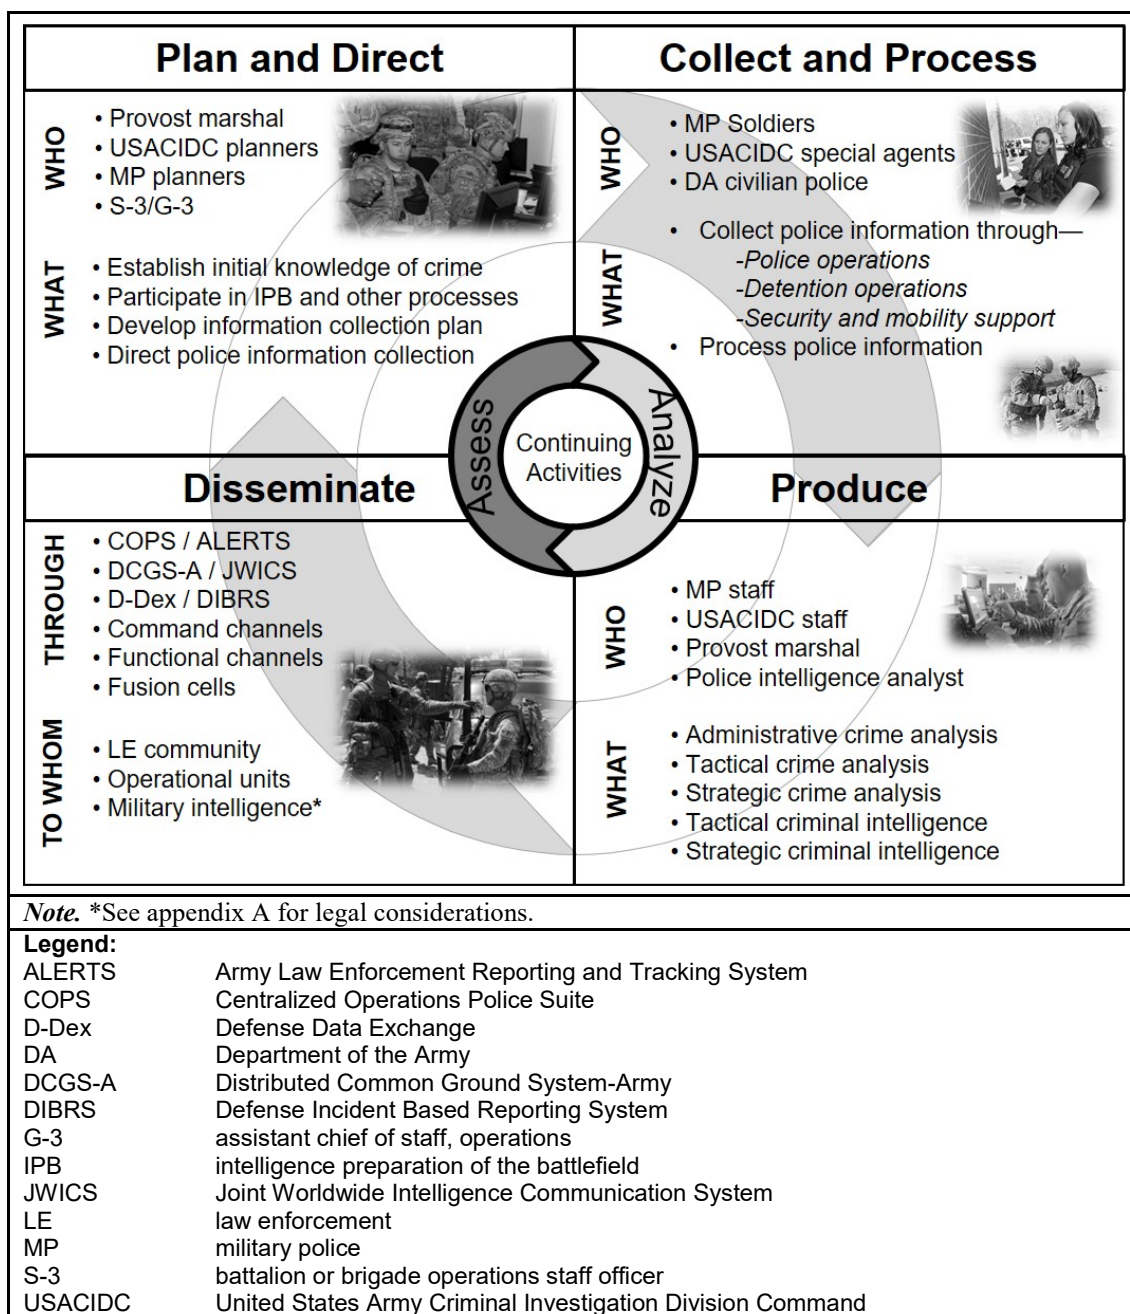 Plan and Direct
WHO
• Provost marshal
• USACIDC planners
• MP planners
• S-3/G-3
WHAT
• Establish initial knowledge of crime
• Participate in IPB and other processes
• Develop information collection plan
• Direct police information collection
Collect and Process
WHO
• MP Soldiers
• USACIDC special agents
• DA civilian police
WHAT
• Collect police information through—
-Police operations
-Detention operations
-Security and mobility support
• Process police information
Assess
Analyze
Continuing
Activities
Disseminate
THROUGH
• COPS / ALERTS
• DCGS-A / JWICS
• D-Dex / DIBRS
• Command channels
• Functional channels
• Fusion cells
TO WHOM
• LE community
• Operational units
• Military intelligence*
Produce
WHO
• MP staff
• USACIDC staff
• Provost marshal
• Police intelligence analyst
WHAT
• Administrative crime analysis
• Tactical crime analysis
• Strategic crime analysis
• Tactical criminal intelligence
• Strategic criminal intelligence
Note. *See appendix A for legal considerations.
Legend:
ALERTS Army Law Enforcement Reporting and Tracking System
COPS Centralized Operations Police Suite
D-Dex Defense Data Exchange
DA Department of the Army
DCGS-A Distributed Common Ground System-Army
DIBRS Defense Incident Based Reporting System
G-3 assistant chief of staff, operations
IPB intelligence preparation of the battlefield
JWICS Joint Worldwide Intelligence Communication System
LE law enforcement
MP military police
S-3 battalion or brigade operations staff officer
USACIDC United States Army Criminal Investigation Division Command